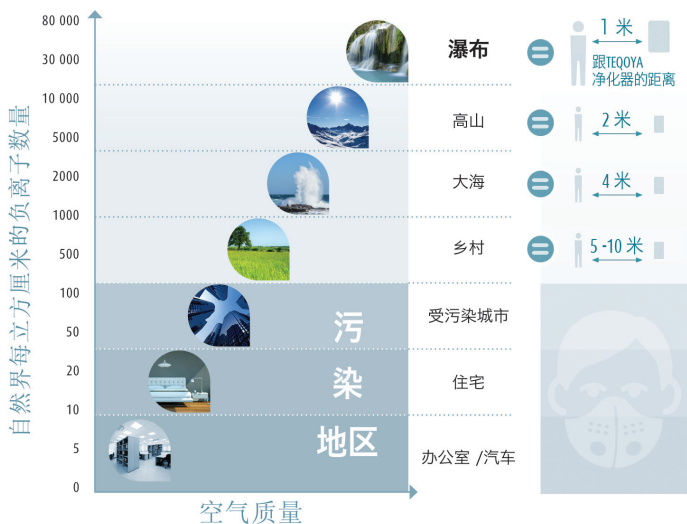 80 000
30 000
10 000
5000
2000
1000
500
100
50
20
10
5
0
自然界每立方厘米的负离子数量
空气质量
污
染
地区
瀑布
高山
大海
乡村
受污染城市
住宅
办公室 /汽车
1 米
跟TEQOYA
净化器的距离
2 米
4 米
5 -10 米